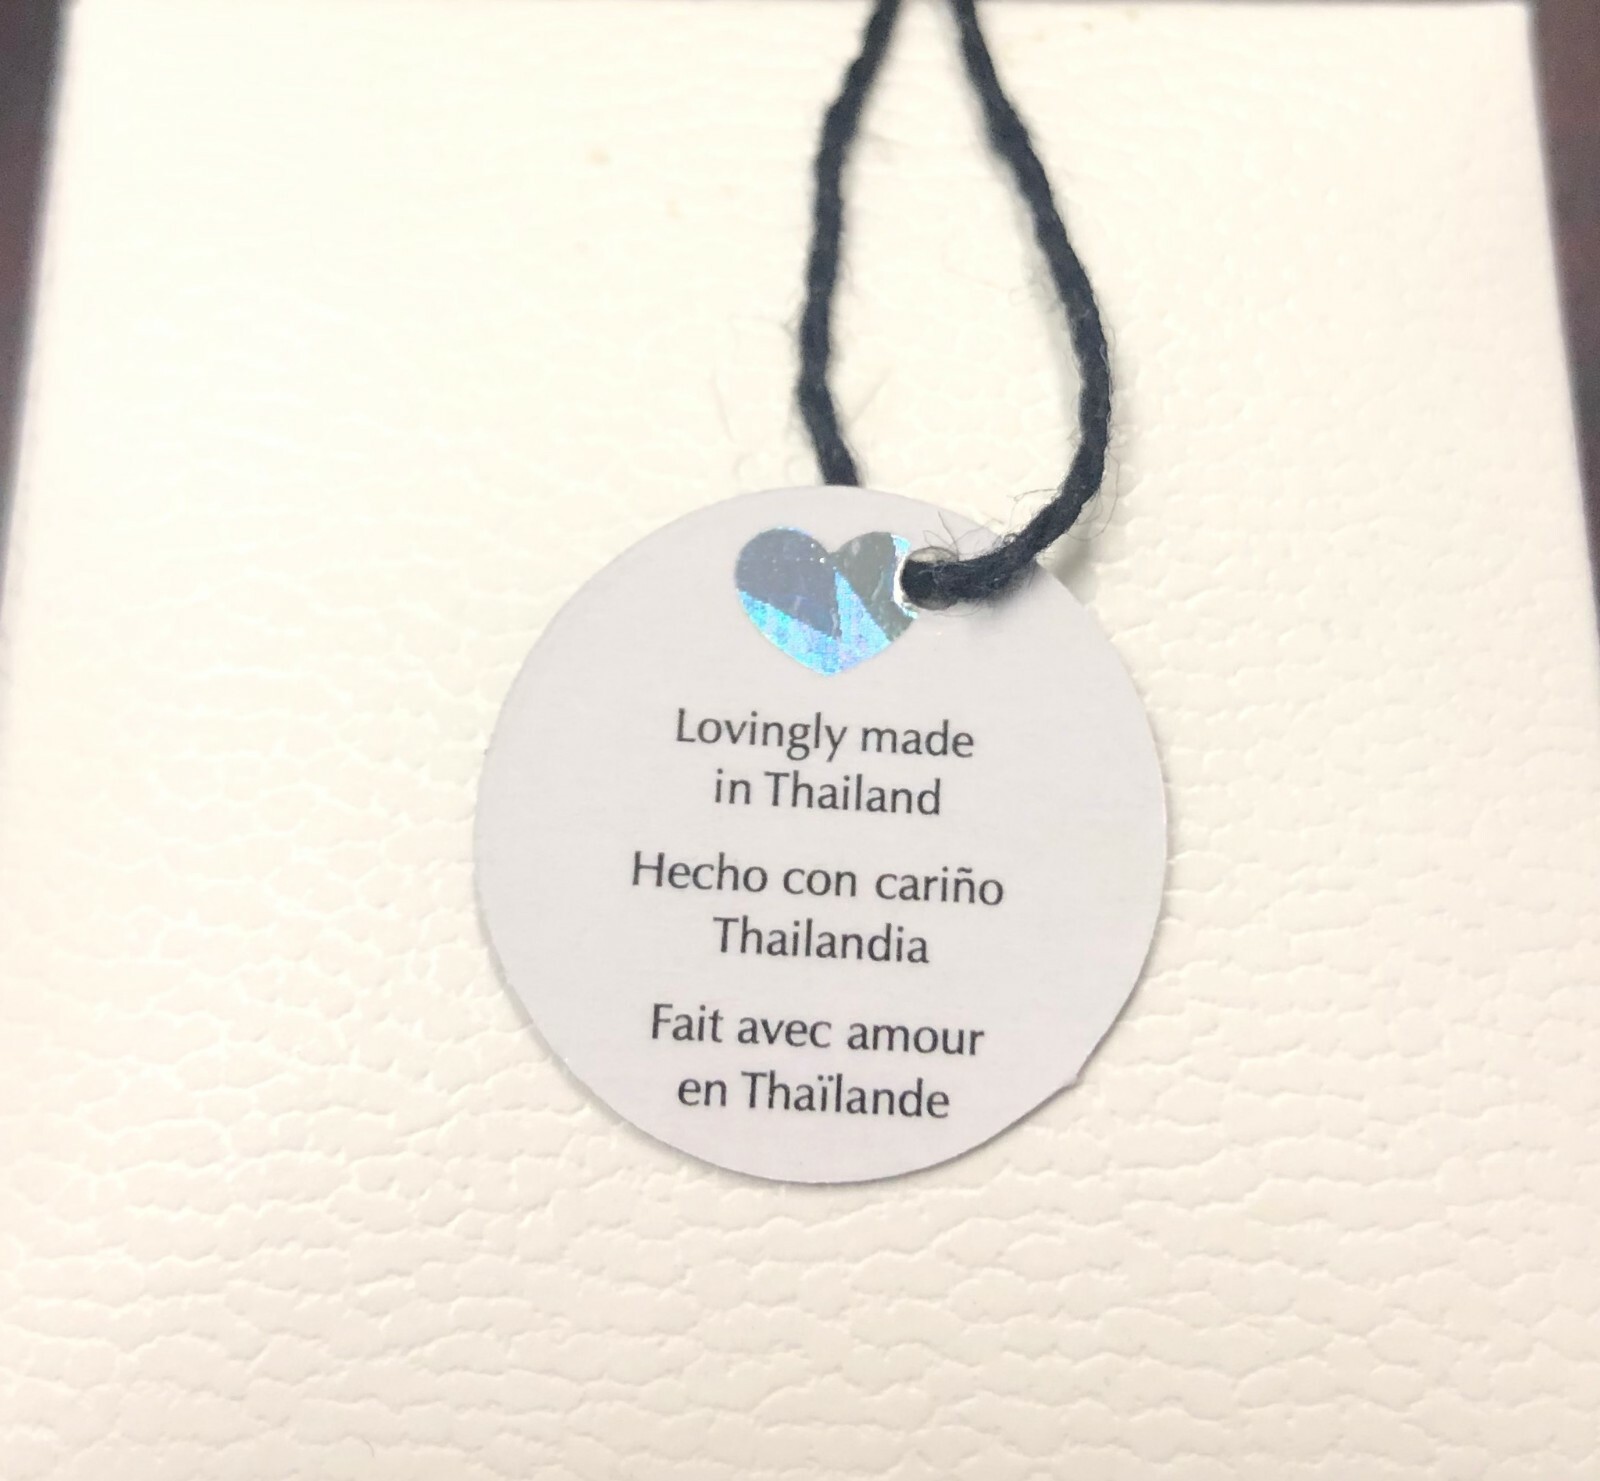 Lovingly made
in Thailand
Hecho con cariño
Thailandia
Fait avec amour
en Thaïlande